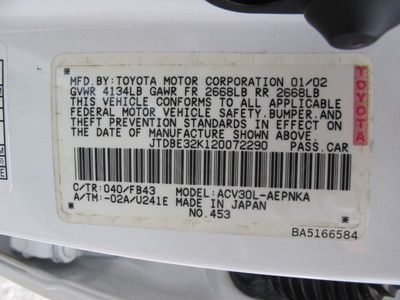 MFD. BY: TOYOTA MOTOR CORPORATION 01/02
GVWR 4134LB GAWR FR 2668LB RR 2668LB
THIS VEHICLE CONFORMS TO ALL APPLICABLE
FEDERAL MOTOR VEHICLE SAFETY, BUMPER,
AND THEFT PREVENTION STANDARDS IN EFFECT
ON THE DATE OF MANUFACTURE SHOWN ABOVE.
JTDBE32K120072290 PASS.CAR
C/TR: 040/FB43 MODEL: ACV30L-AEPNKA
A/TM: -02A/U241E MADE IN JAPAN
NO.453
BA5166584
TOYOTA